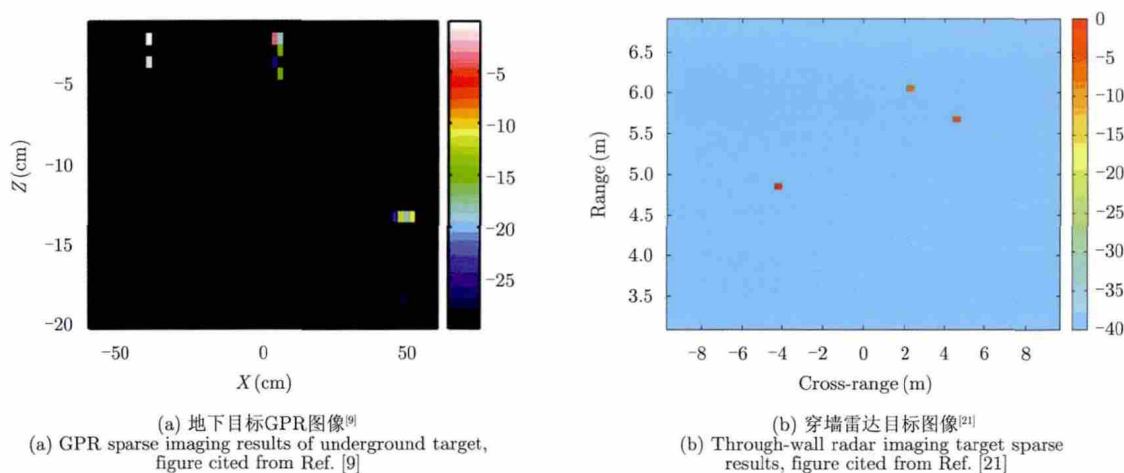 -5
-10
-15
-20
Z(cm)
-50
0
50
X(cm)
-5
-10
-15
-20
-25
6.5
6.0
5.5
5.0
4.5
4.0
3.5
Range(m)
-8 -6 -4 -2 0 2 4 6 8
Cross-range(m)
0
-5
-10
-15
-20
-25
-30
-35
-40
(a) 地下目标GPR图像[9]
(a) GPR sparse imaging results of underground target,
figure cited from Ref. [9]
(b) 穿墙雷达目标图像[21]
(b) Through-wall radar imaging target sparse
results, figure cited from Ref. [21]